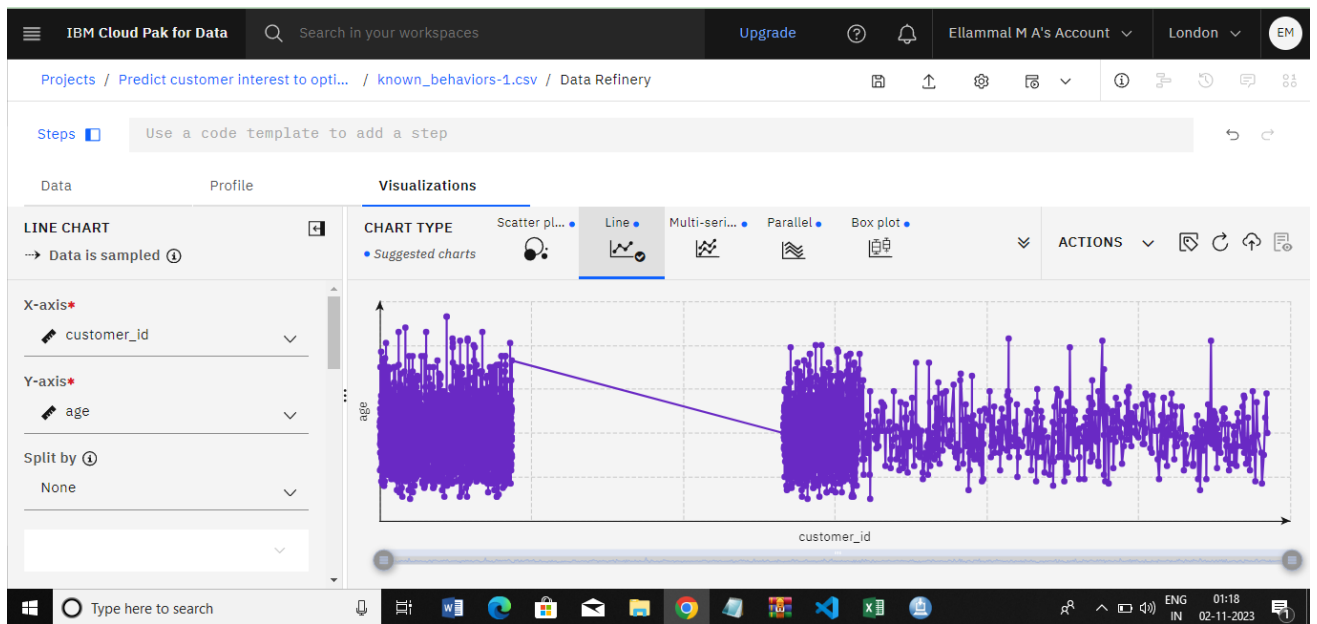 IBM Cloud Pak for Data
Search in your workspaces
Upgrade
Ellammal M A's Account
London
EM
Projects / Predict customer interest to opti... / known_behaviors-1.csv / Data Refinery
Steps
Use a code template to add a step
Data
Profile
Visualizations
LINE CHART
Data is sampled
CHART TYPE
Suggested charts
Scatter pl...
Line
Multi-seri...
Parallel
Box plot
ACTIONS
X-axis*
customer_id
Y-axis*
age
Split by
None
age
customer_id
Type here to search
ENG
IN
01:18
02-11-2023
1